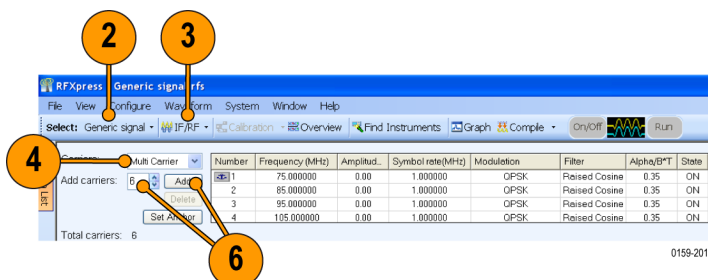 2
3
RFXpress Generic signal.rfs
File View Configure Waveform System Window Help
Select: Generic signal IF/RF Calibration Overview Find Instruments Graph Compile On/Off Run
4
Multi Carrier
Number Frequency (MHz) Amplitud... Symbol rate(MHz) Modulation Filter Alpha/B*T State
Add carriers: 6 Add
1 75.000000 0.00 1.000000 QPSK Raised Cosine 0.35 ON
Delete
2 85.000000 0.00 1.000000 QPSK Raised Cosine 0.35 ON
List
3 95.000000 0.00 1.000000 QPSK Raised Cosine 0.35 ON
Set Anchor
4 105.000000 0.00 1.000000 QPSK Raised Cosine 0.35 ON
Total carriers: 6
6
0159-201